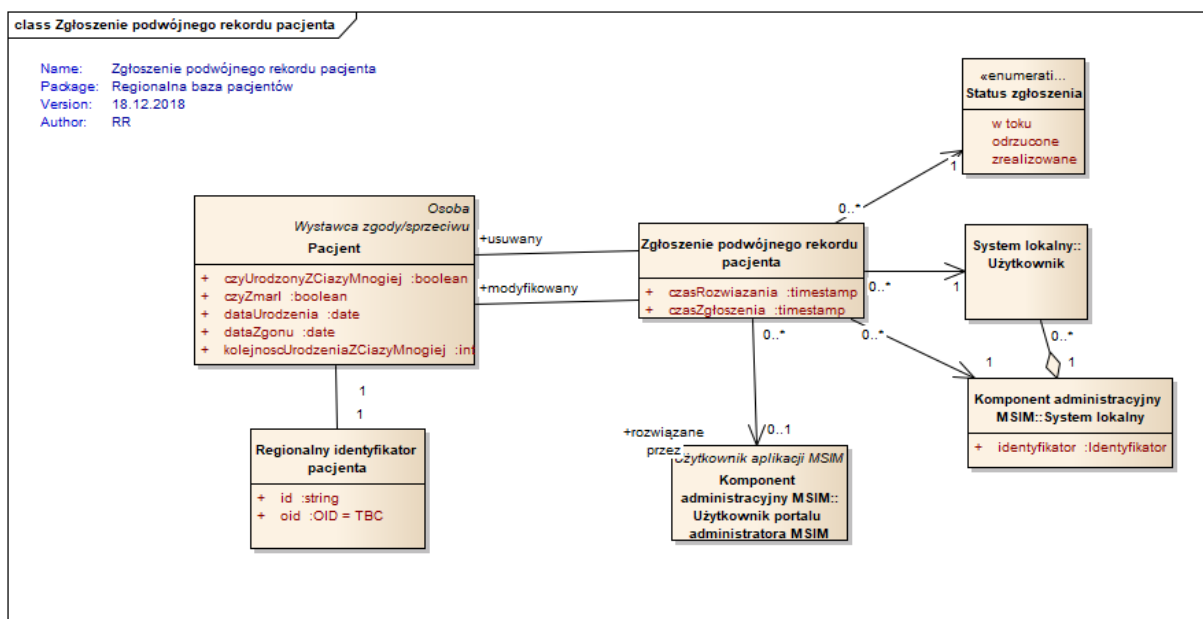 class Zgłoszenie podwójnego rekordu pacjenta
Name: Zgłoszenie podwójnego rekordu pacjenta
Package: Regionalna baza pacjentów
Version: 18.12.2018
Author: RR
«enumerati...
Status zgłoszenia
w toku
odrzucone
zrealizowane
1
0..*
Osoba
Wystawca zgody/sprzeciwu
Pacjent
+ czyUrodzonyZCiazyMnogiej :boolean
+ czyZmarl :boolean
+ dataUrodzenia :date
+ dataZgonu :date
+ kolejnoscUrodzeniaZCiazyMnogiej :int
+usuwany
+modyfikowany
Zgłoszenie podwójnego rekordu
pacjenta
+ czasRozwiazania :timestamp
+ czasZgłoszenia :timestamp
0..*
1
System lokalny::
Użytkownik
0..*
0..*
0..*
1
1
Komponent administracyjny
MSIM::System lokalny
+ identyfikator :Identyfikator
1
1
Regionalny identyfikator
pacjenta
+ id :string
+ oid :OID = TBC
+rozwiązane
przez
0..1
Użytkownik aplikacji MSIM
Komponent
administracyjny MSIM::
Użytkownik portalu
administratora MSIM